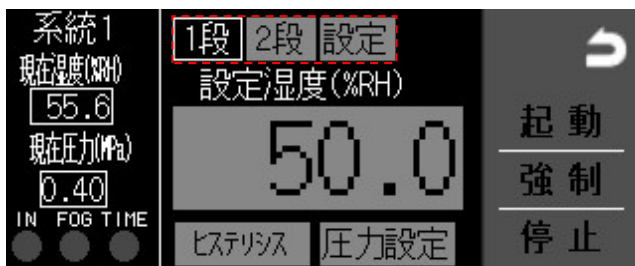 系統1
現在湿度(%RH)
55.6
現在圧力(MPa)
0.40
IN FOG TIME
1段 2段 設定
設定湿度(%RH)
50.0
ヒステリシス 圧力設定
起動
強制
停止